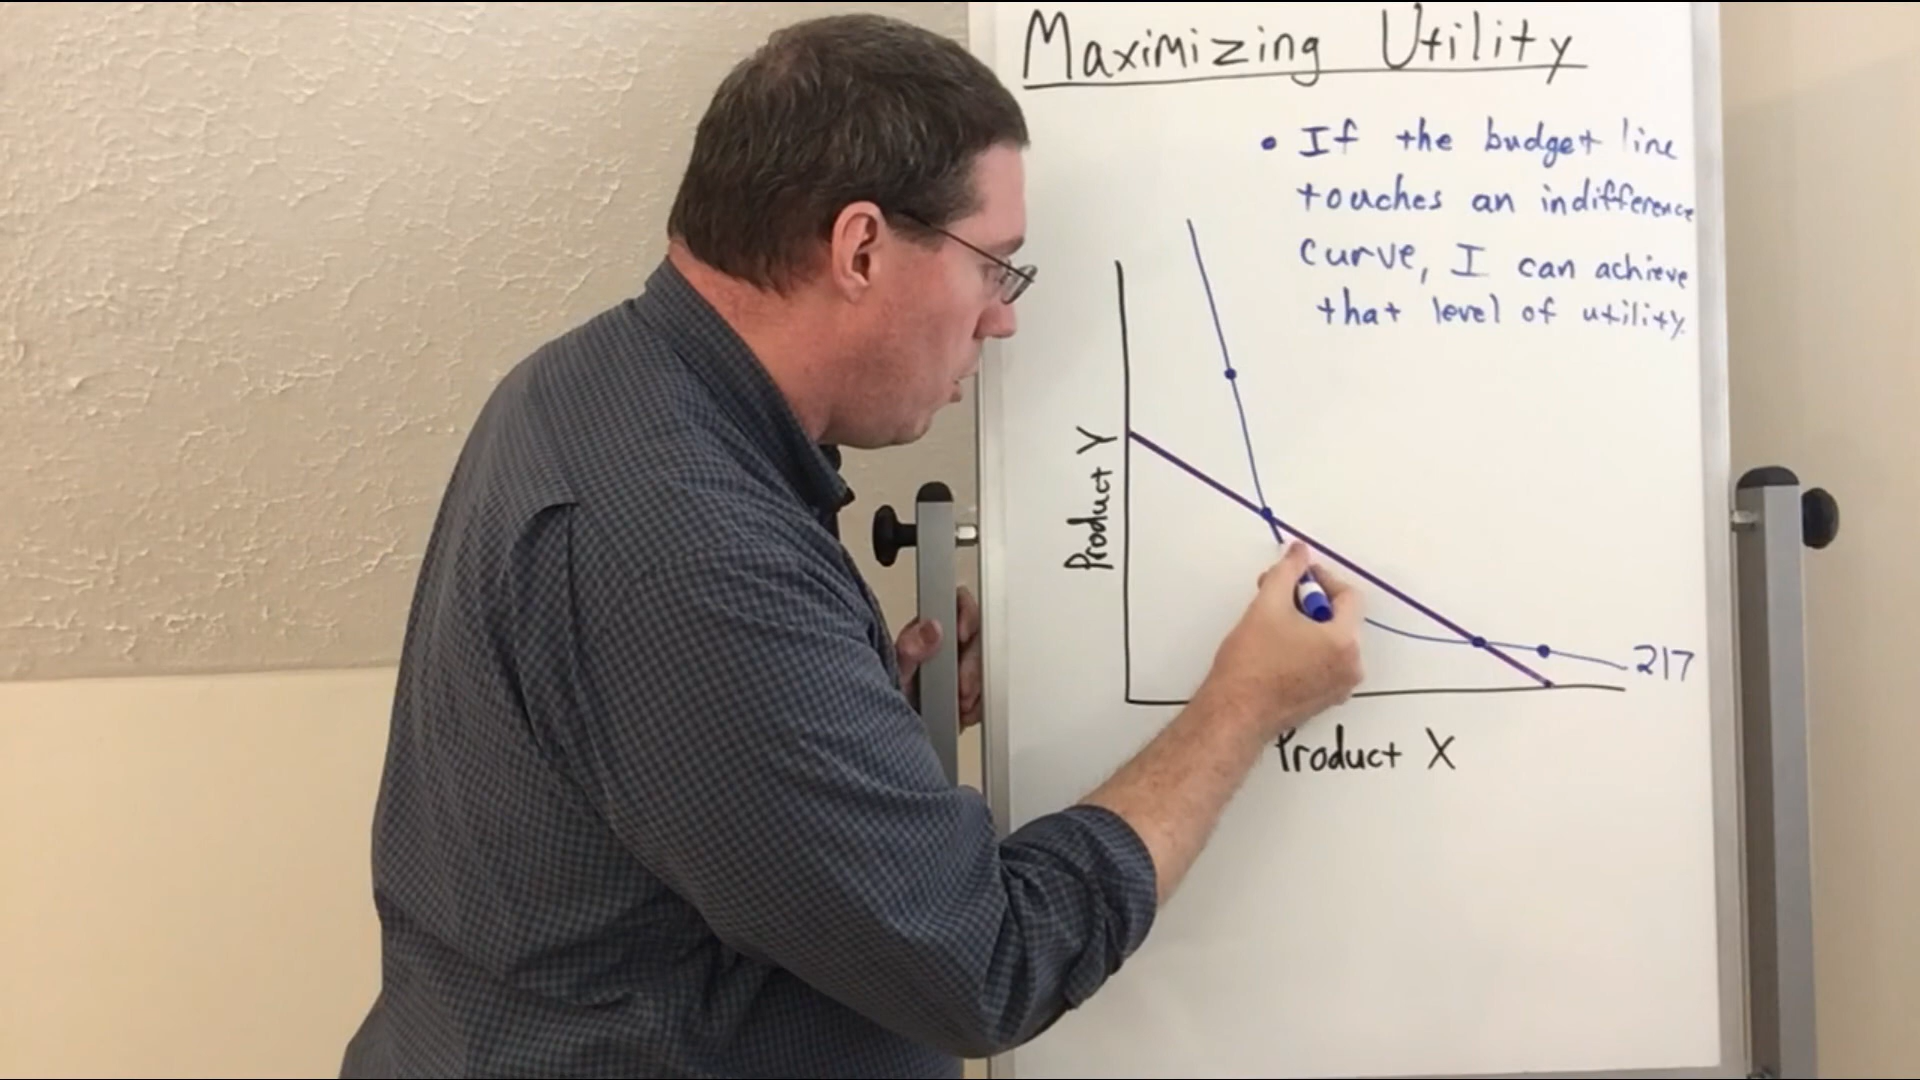 Maximizing Utility
• If the budget line
touches an indifference
curve, I can achieve
that level of utility.
Product Y
217
Product X